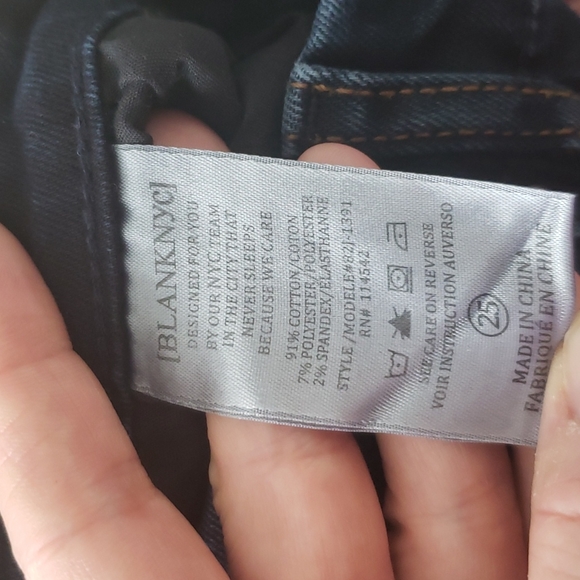 [BLANKNYC]
DESIGNED FOR YOU
BY OUR NYC TEAM
IN THE CITY THAT
NEVER SLEEPS
BECAUSE WE CARE
91% COTTON/COTON
7% POLYESTER/POLYESTER
2% SPANDEX/ELASTHANNE
STYLE/MODELE#82J-1391
RN# 114542
SEE CARE ON REVERSE
VOIR INSTRUCTION AUVERSO
25
MADE IN CHINA
FABRIQUÉ EN CHINE